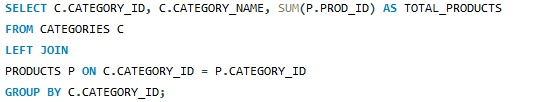 SELECT C.CATEGORY_ID, C.CATEGORY_NAME, SUM(P.PROD_ID) AS TOTAL_PRODUCTS
FROM CATEGORIES C
LEFT JOIN
PRODUCTS P ON C.CATEGORY_ID = P.CATEGORY_ID
GROUP BY C.CATEGORY_ID;